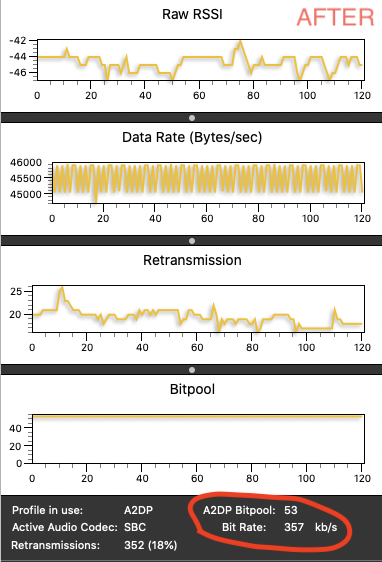 Raw RSSI
AFTER
-42
-44
-46
0 20 40 60 80 100 120
Data Rate (Bytes/sec)
46000
45500
45000
0 20 40 60 80 100 120
Retransmission
25
20
0 20 40 60 80 100 120
Bitpool
40
20
0
0 20 40 60 80 100 120
Profile in use: A2DP A2DP Bitpool: 53
Active Audio Codec: SBC Bit Rate: 357 kb/s
Retransmissions: 352 (18%)